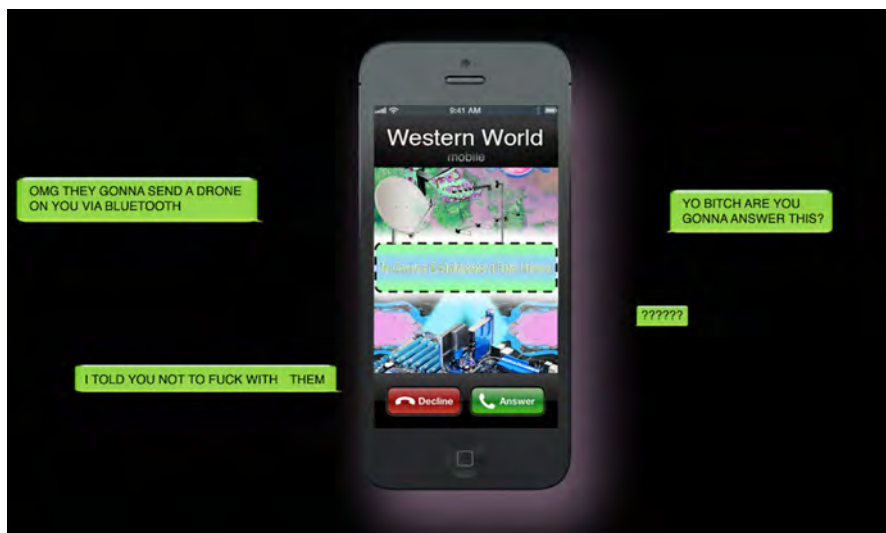 9:41 AM
Western World
mobile
OMG THEY GONNA SEND A DRONE
ON YOU VIA BLUETOOTH
YO BITCH ARE YOU
GONNA ANSWER THIS?
??????
I TOLD YOU NOT TO FUCK WITH THEM
Decline
Answer